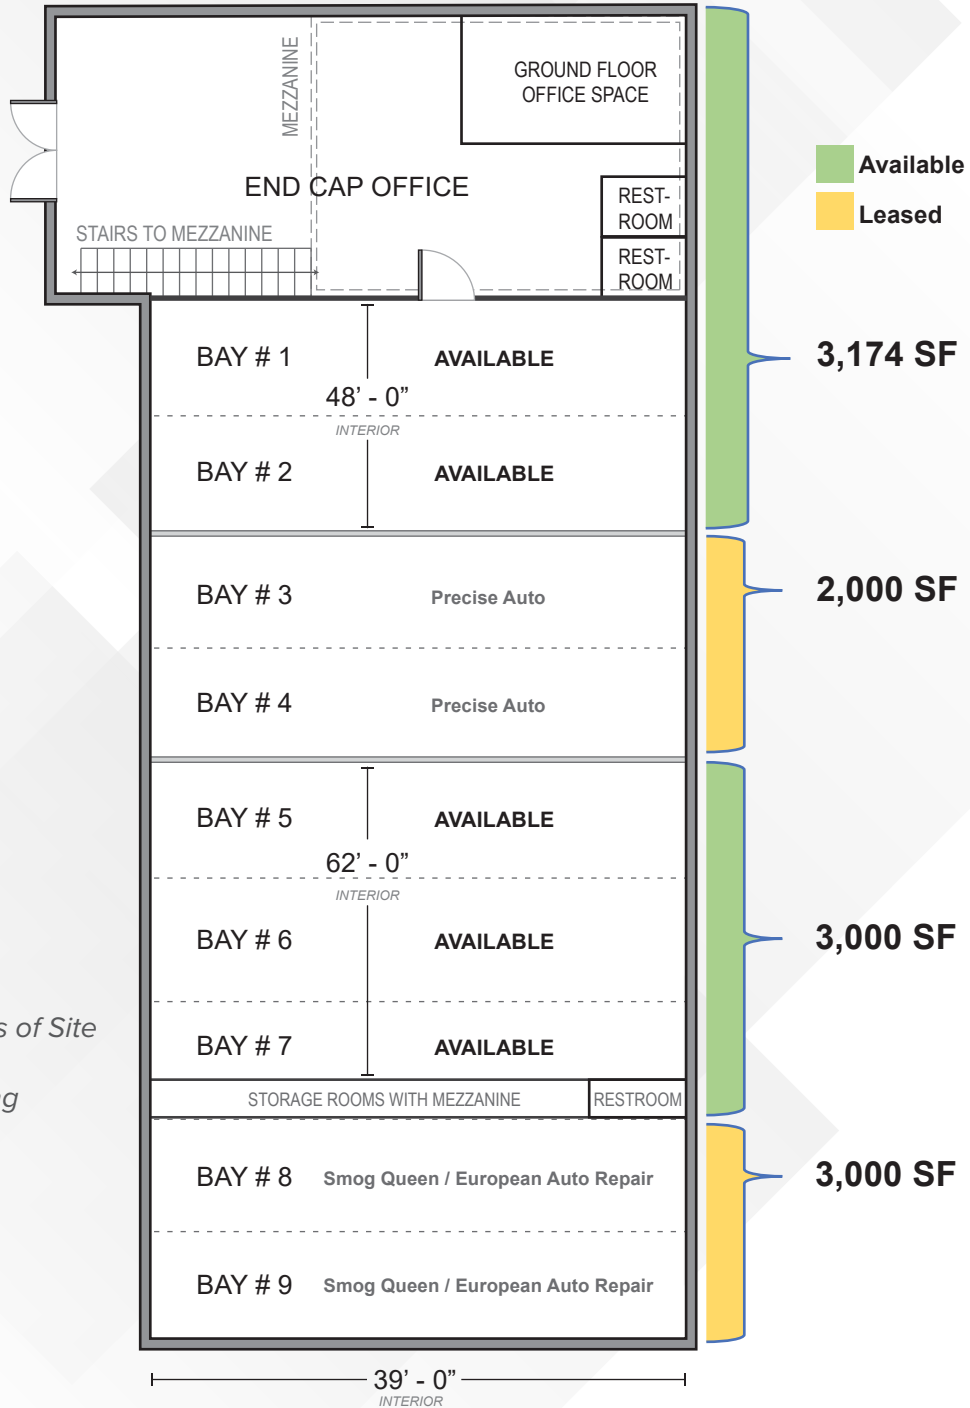 MEZZANINE
GROUND FLOOR
OFFICE SPACE
END CAP OFFICE
REST-
ROOM
STAIRS TO MEZZANINE
REST-
ROOM
Available
Leased
BAY # 1
AVAILABLE
3,174 SF
48’ - 0”
INTERIOR
BAY # 2
AVAILABLE
BAY # 3
Precise Auto
2,000 SF
BAY # 4
Precise Auto
BAY # 5
AVAILABLE
62’ - 0”
INTERIOR
BAY # 6
AVAILABLE
3,000 SF
of Site
BAY # 7
AVAILABLE
STORAGE ROOMS WITH MEZZANINE
RESTROOM
BAY # 8
Smog Queen / European Auto Repair
3,000 SF
BAY # 9
Smog Queen / European Auto Repair
39’ - 0”
INTERIOR